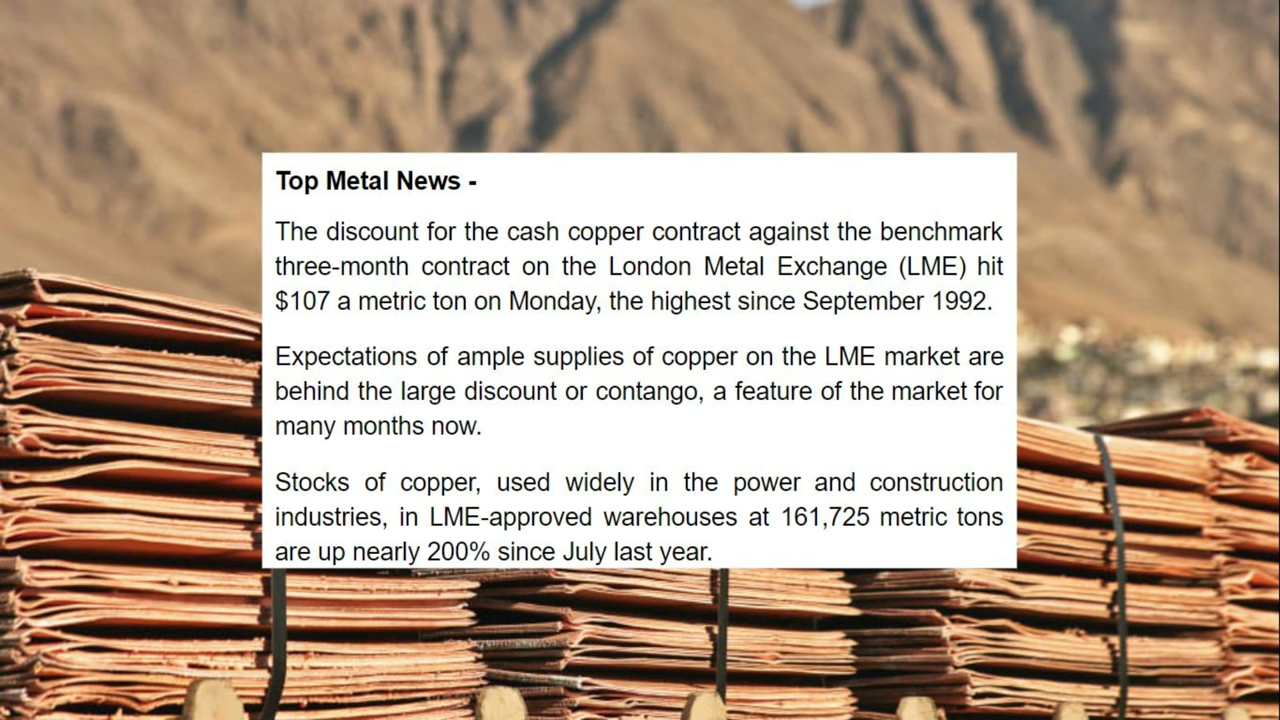 Top Metal News -
The discount for the cash copper contract against the benchmark
three-month contract on the London Metal Exchange (LME) hit
$107 a metric ton on Monday, the highest since September 1992.
Expectations of ample supplies of copper on the LME market are
behind the large discount or contango, a feature of the market for
many months now.
Stocks of copper, used widely in the power and construction
industries, in LME-approved warehouses at 161,725 metric tons
are up nearly 200% since July last year.